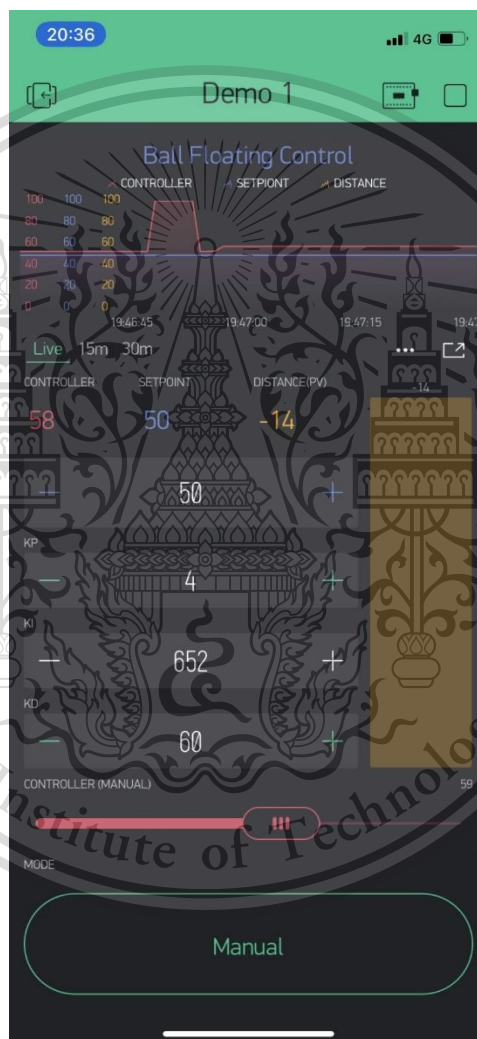 20:36
4G
Demo 1
Ball Floating Control
CONTROLLER SETPIONT DISTANCE
100 100 100
80 80 80
60 60 60
40 40 40
20 20 20
0 0 0
19:46:45 19:47:00 19:47:15 19:47
Live 15m 30m
CONTROLLER SETPOINT DISTANCE(PV) -14
58 50 -14
50
KP
4
KI
652
KD
60
CONTROLLER (MANUAL) 59
MODE
Manual
Institute of Technolo